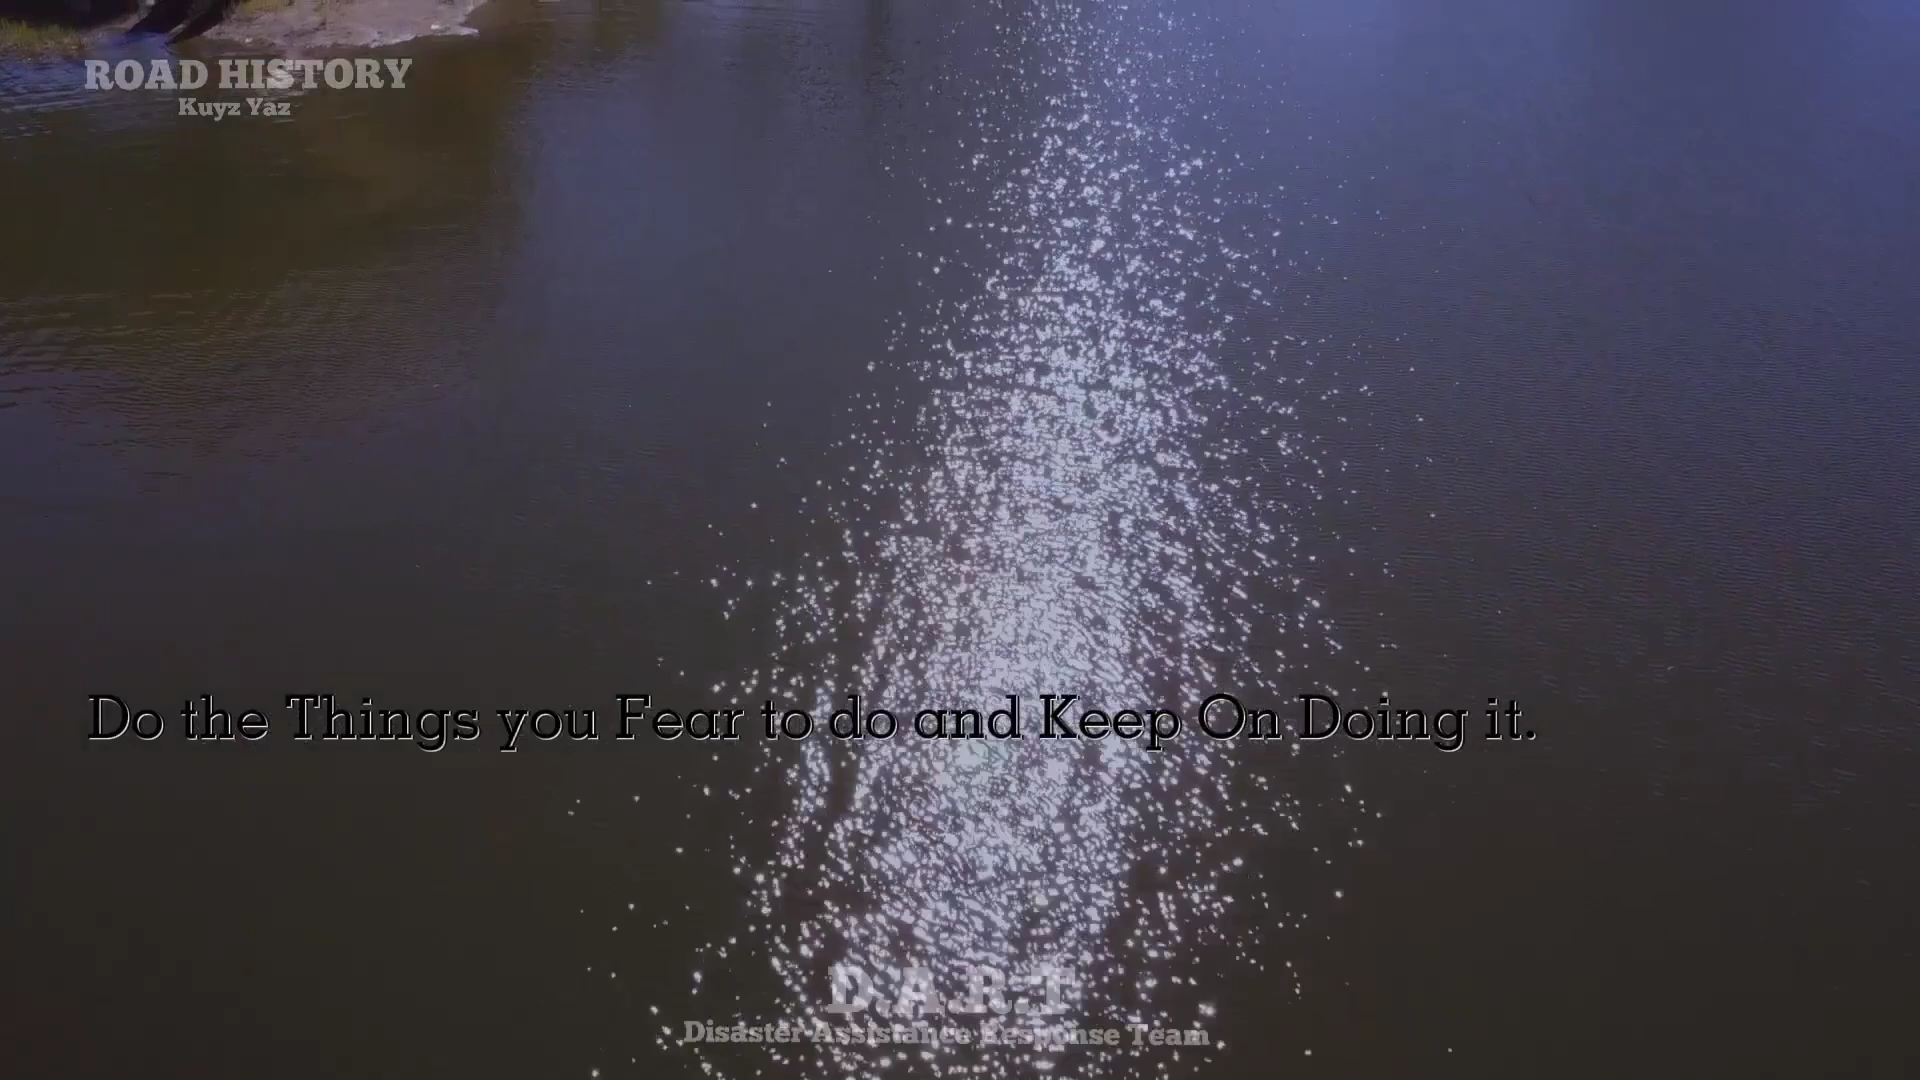 ROAD HISTORY
Kuyz Yaz
Do the Things you Fear to do and Keep On Doing it.
D.A.R.T
Disaster Assistance Response Team